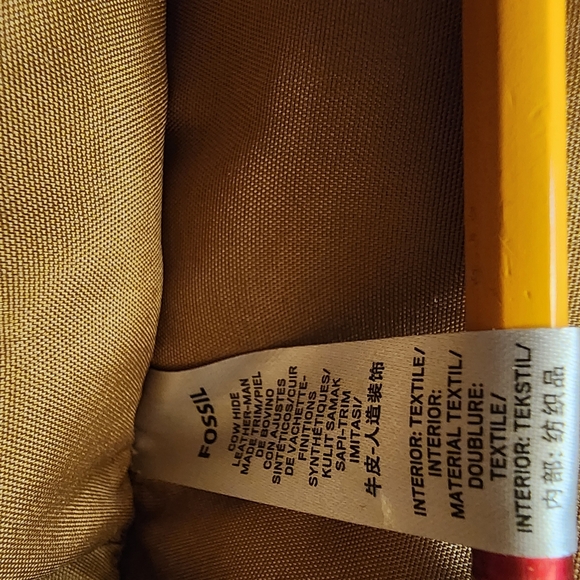 FOSSIL
COW HIDE
LEATHER-MAN
MADE TRIM/PIEL
DE BOVINO
CON AJUSTES
SINTÉTICOS/CUIR
DE VACHETTE-
FINITIONS
SYNTHÉTIQUES/
KULIT SAMAK
SAPI-TRIM
IMITASI/
牛皮-人造装饰
INTERIOR: TEXTILE/
INTERIOR:
MATERIAL TEXTIL/
DOUBLURE:
TEXTILE/
INTERIOR: TEKSTIL/
内部: 纺织品